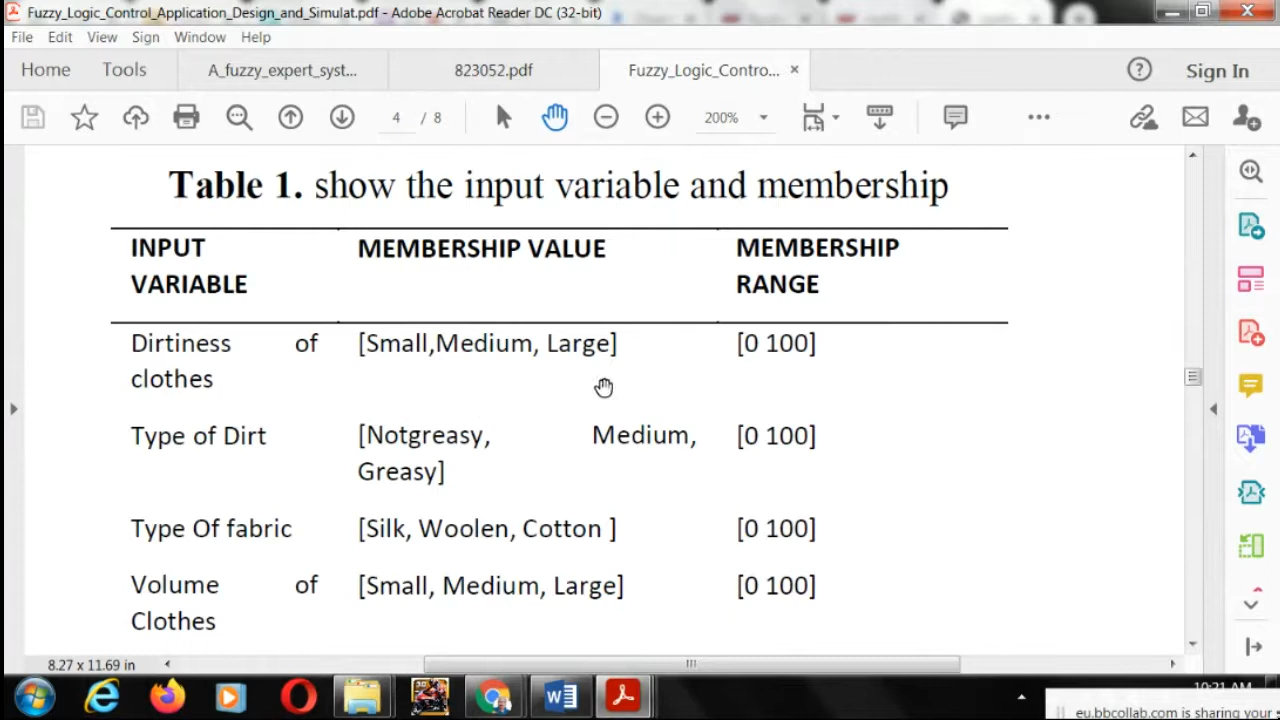 Fuzzy_Logic_Control_Application_Design_and_Simulat.pdf - Adobe Acrobat Reader DC (32-bit)
File Edit View Sign Window Help
Home Tools A_fuzzy_expert_syst... 823052.pdf Fuzzy_Logic_Contro... × Sign In
4 / 8 200%
Table 1. show the input variable and membership
INPUT VARIABLE MEMBERSHIP VALUE MEMBERSHIP RANGE
Dirtiness of clothes [Small,Medium, Large] [0 100]
Type of Dirt [Notgreasy, Medium, Greasy] [0 100]
Type Of fabric [Silk, Woolen, Cotton ] [0 100]
Volume of Clothes [Small, Medium, Large] [0 100]
8.27 x 11.69 in
10:21 AM
eu.bbcollab.com is sharing your